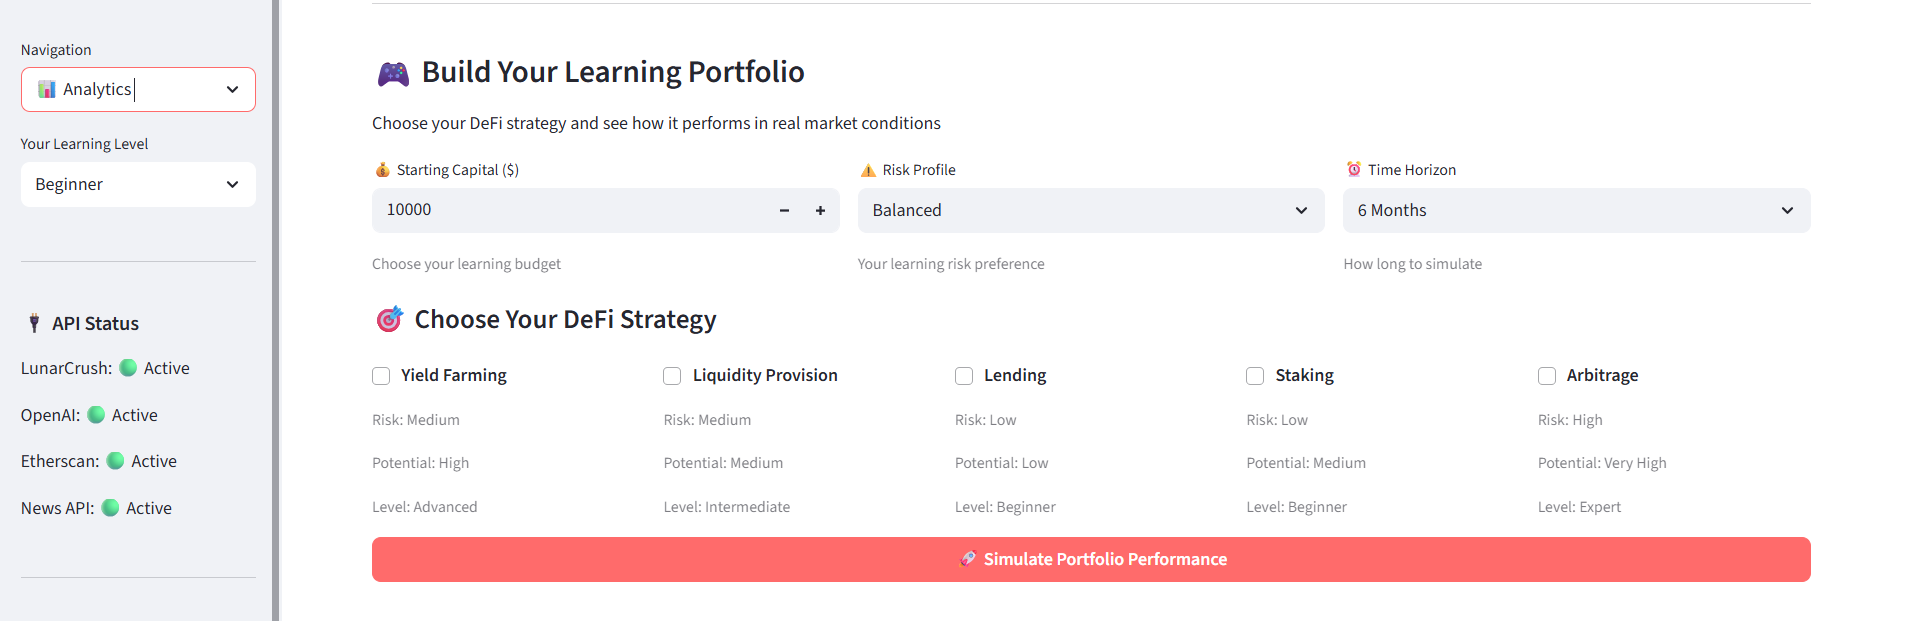 Navigation
Analytics
Your Learning Level
Beginner
API Status
LunarCrush: Active
OpenAI: Active
Etherscan: Active
News API: Active
Build Your Learning Portfolio
Choose your DeFi strategy and see how it performs in real market conditions
Starting Capital ($)
10000
Choose your learning budget
Risk Profile
Balanced
Your learning risk preference
Time Horizon
6 Months
How long to simulate
Choose Your DeFi Strategy
Yield Farming
Risk: Medium
Potential: High
Level: Advanced
Liquidity Provision
Risk: Medium
Potential: Medium
Level: Intermediate
Lending
Risk: Low
Potential: Low
Level: Beginner
Staking
Risk: Low
Potential: Medium
Level: Beginner
Arbitrage
Risk: High
Potential: Very High
Level: Expert
Simulate Portfolio Performance